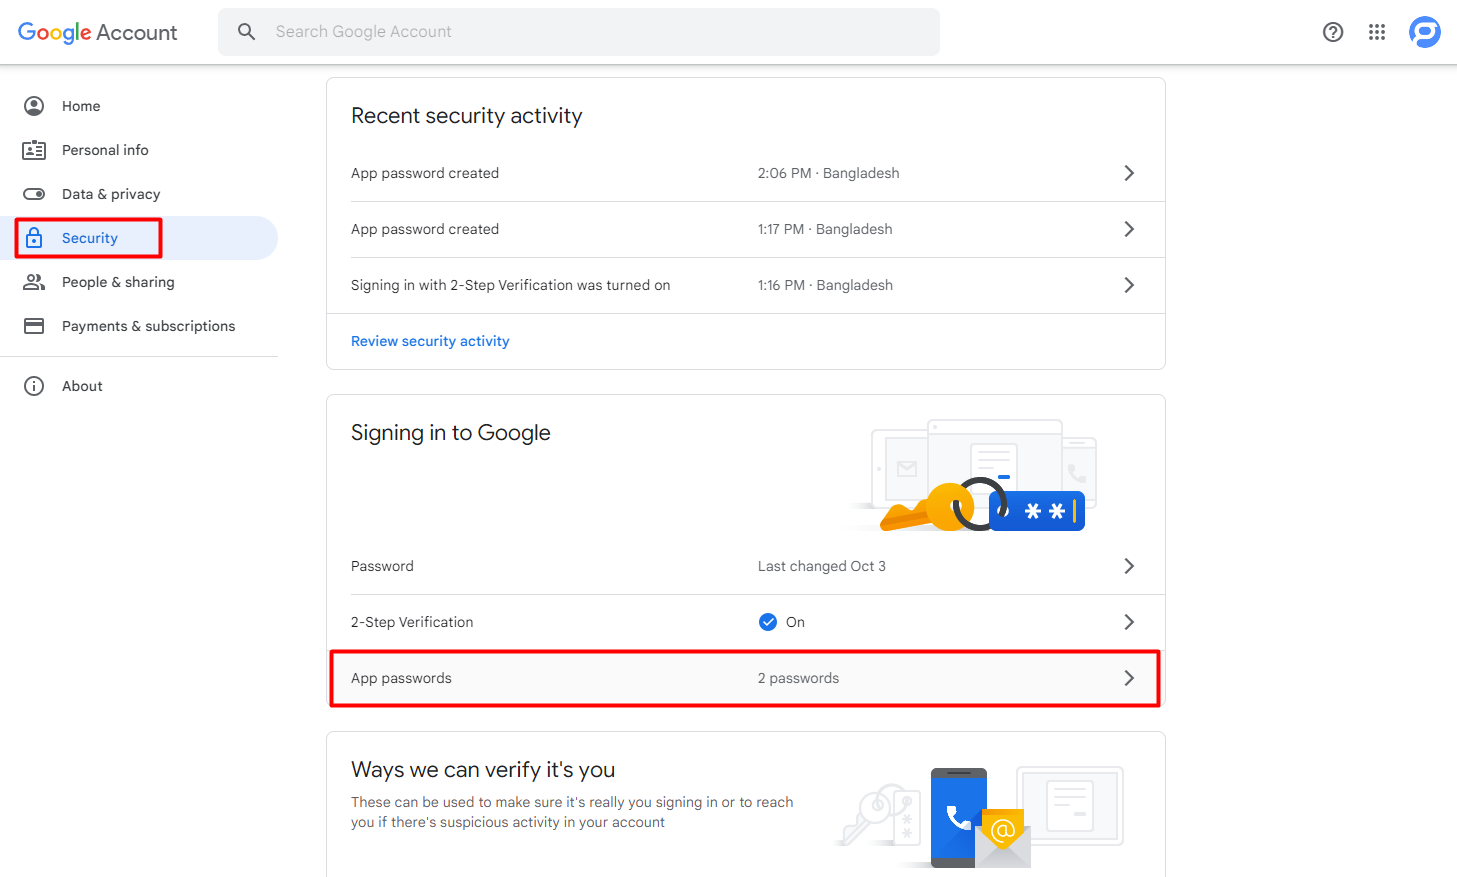 Google Account
Search Google Account
Home
Personal info
Data & privacy
Security
People & sharing
Payments & subscriptions
About
Recent security activity
App password created 2:06 PM · Bangladesh
App password created 1:17 PM · Bangladesh
Signing in with 2-Step Verification was turned on 1:16 PM · Bangladesh
Review security activity
Signing in to Google
**
Password Last changed Oct 3
2-Step Verification On
App passwords 2 passwords
Ways we can verify it's you
These can be used to make sure it's really you signing in or to reach
you if there's suspicious activity in your account
@